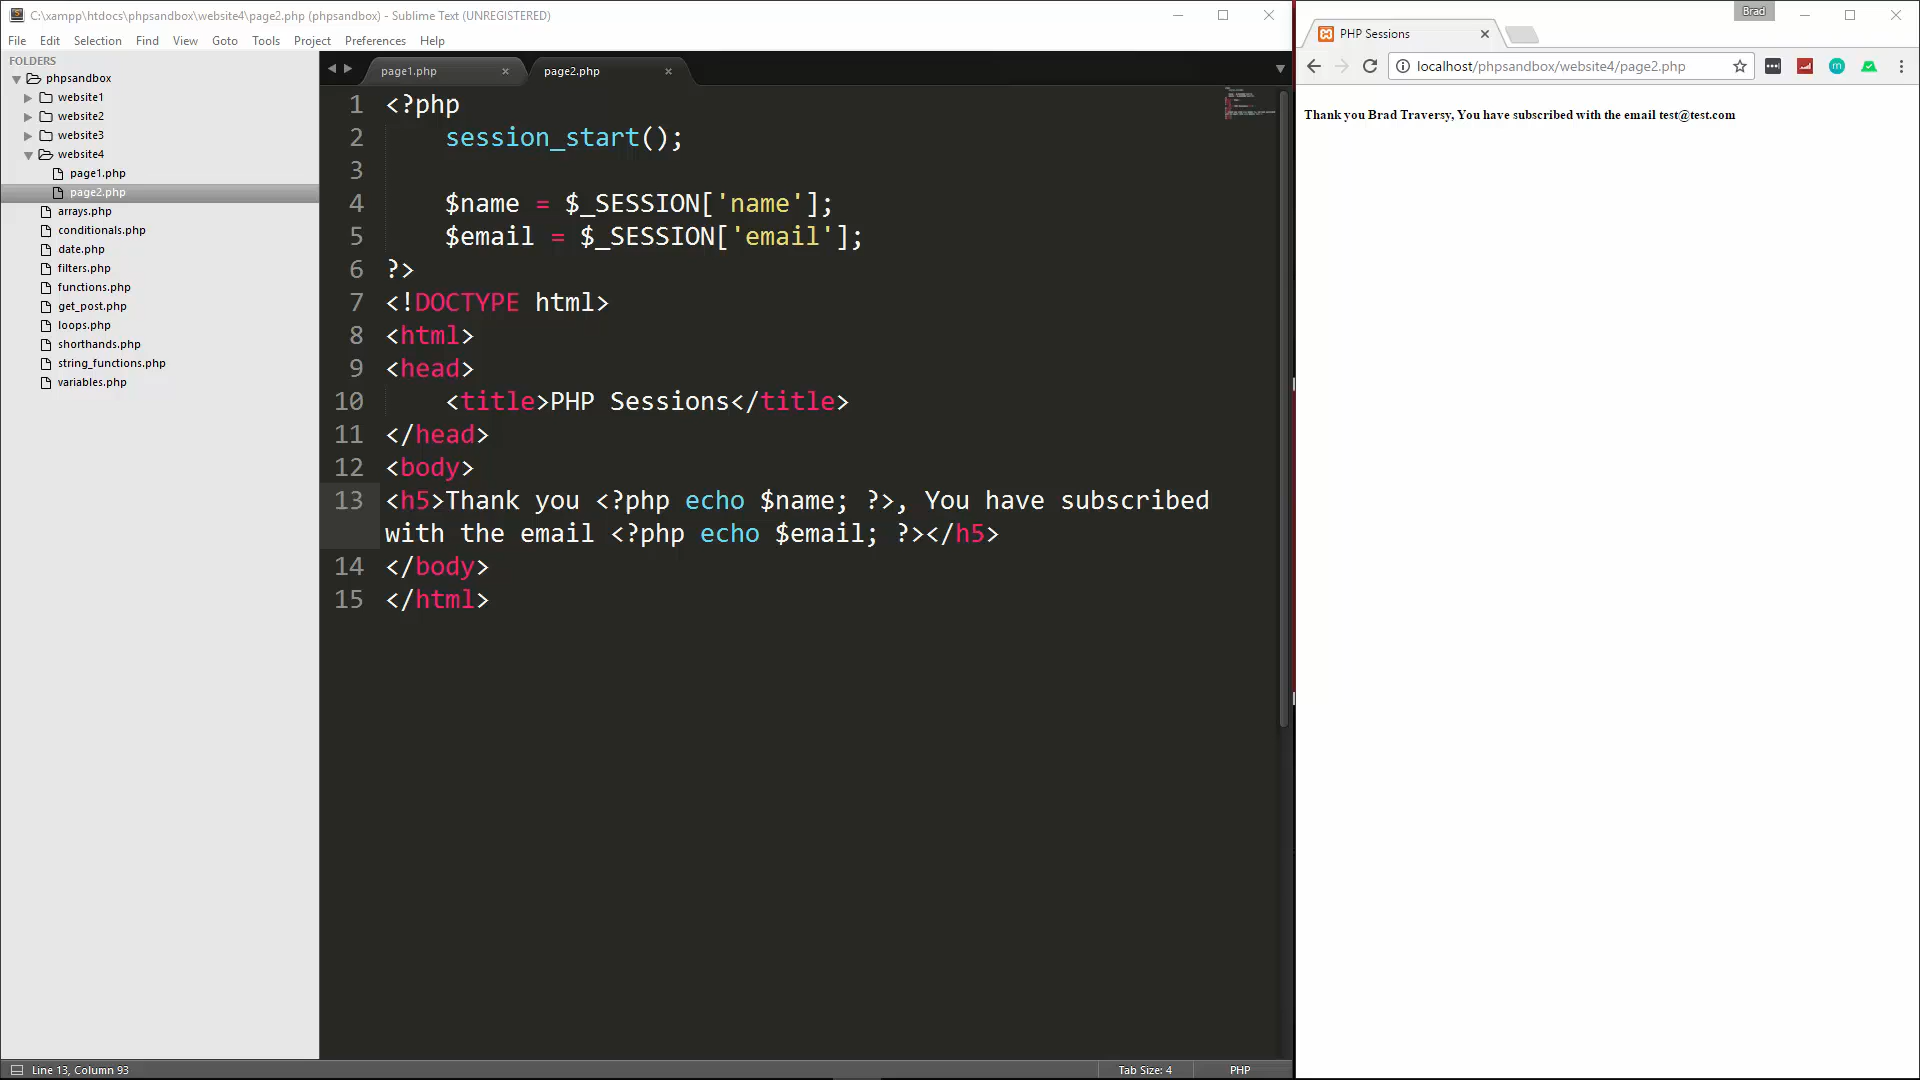 C:\xampp\htdocs\phpsandbox\website4\page2.php (phpsandbox) - Sublime Text (UNREGISTERED)
File Edit Selection Find View Goto Tools Project Preferences Help
FOLDERS
phpsandbox
website1
website2
website3
website4
page1.php
page2.php
arrays.php
conditionals.php
date.php
filters.php
functions.php
get_post.php
loops.php
shorthands.php
string_functions.php
variables.php
page1.php page2.php
1 <?php
2 session_start();
3
4 $name = $_SESSION['name'];
5 $email = $_SESSION['email'];
6 ?>
7 <!DOCTYPE html>
8 <html>
9 <head>
10 <title>PHP Sessions</title>
11 </head>
12 <body>
13 <h5>Thank you <?php echo $name; ?>, You have subscribed
with the email <?php echo $email; ?></h5>
14 </body>
15 </html>
Line 13, Column 93 Tab Size: 4 PHP
Brad
PHP Sessions
localhost/phpsandbox/website4/page2.php
Thank you Brad Traversy, You have subscribed with the email test@test.com